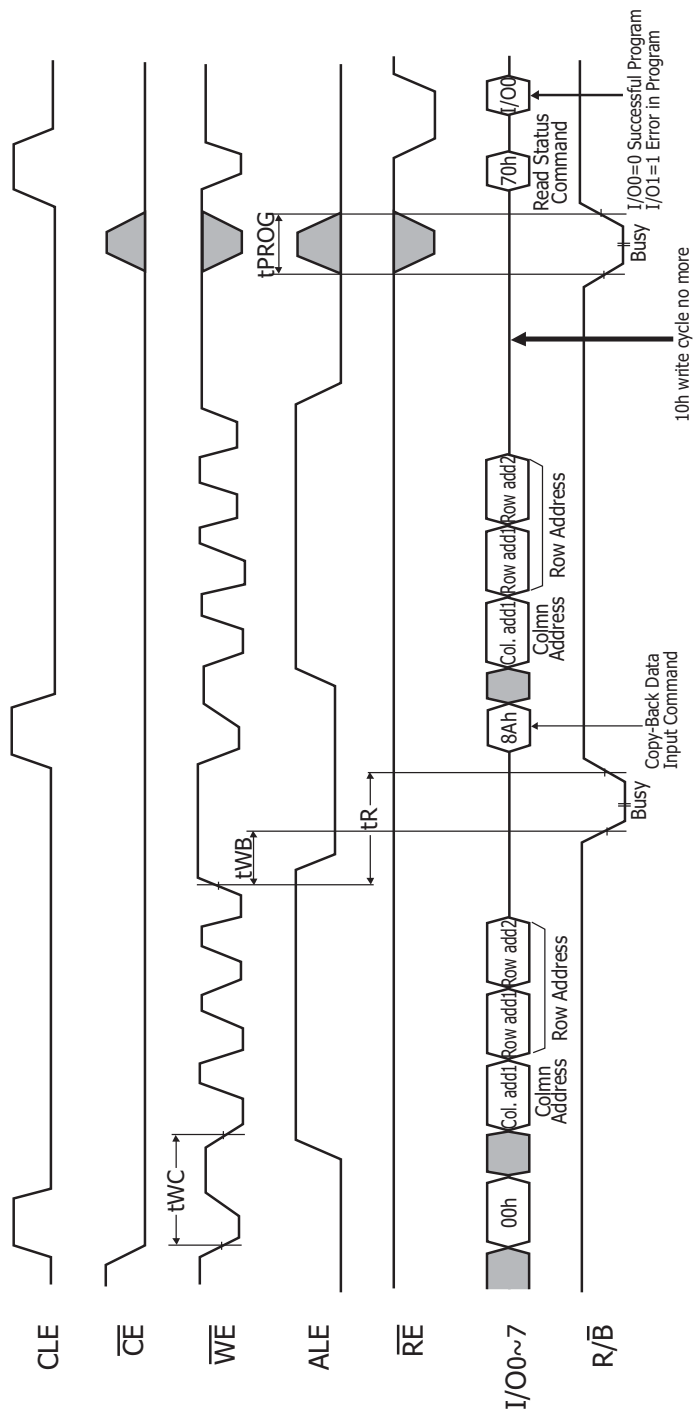 CLE
CE
WE
ALE
RE
I/O0~7
R/B
tWC
tWB
tR
tPROG
00h
Col. add1
Row add1
Row add2
Colmn
Address
Row Address
8Ah
Col. add1
Row add1
Row add2
Colmn
Address
Row Address
70h
Read Status
Command
I/O0
Busy
Copy-Back Data
Input Command
Busy
10h write cycle no more
I/O0=0 Successful Program
I/O1=1 Error in Program